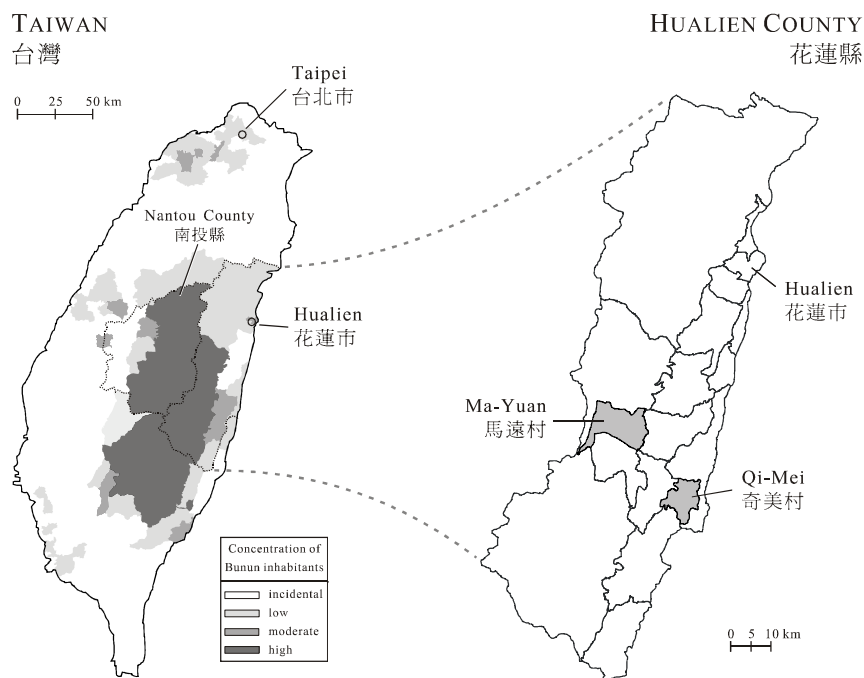 TAIWAN
台灣
0 25 50 km
Taipei
台北市
Nantou County
南投縣
Hualien
花蓮市
Concentration of
Bunun inhabitants
incidental
low
moderate
high
HUALIEN COUNTY
花蓮縣
Hualien
花蓮市
Ma-Yuan
馬遠村
Qi-Mei
奇美村
0 5 10 km